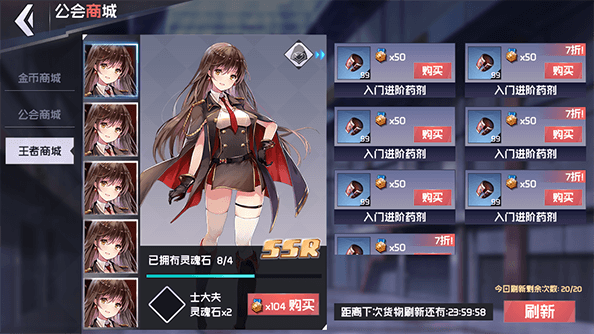 公会商城
金币商城
公会商城
王者商城
SSR
已拥有灵魂石 8/4
士大夫
灵魂石x2
x104 购买
89
x50
购买
入门进阶药剂
7折!
89
x50
购买
入门进阶药剂
89
x50
购买
入门进阶药剂
7折!
89
x50
购买
入门进阶药剂
89
x50
购买
入门进阶药剂
7折!
89
x50
购买
入门进阶药剂
7折!
x50
今日刷新剩余次数: 20/20
距离下次货物刷新还有:23:59:58
刷新